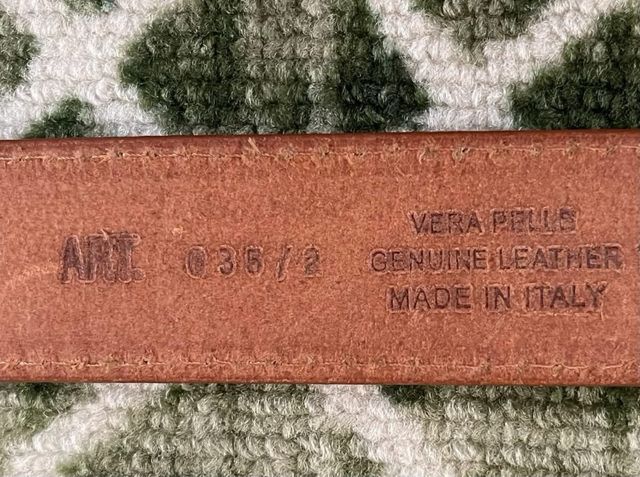 ART. 035/2
VERA PELLE
GENUINE LEATHER
MADE IN ITALY